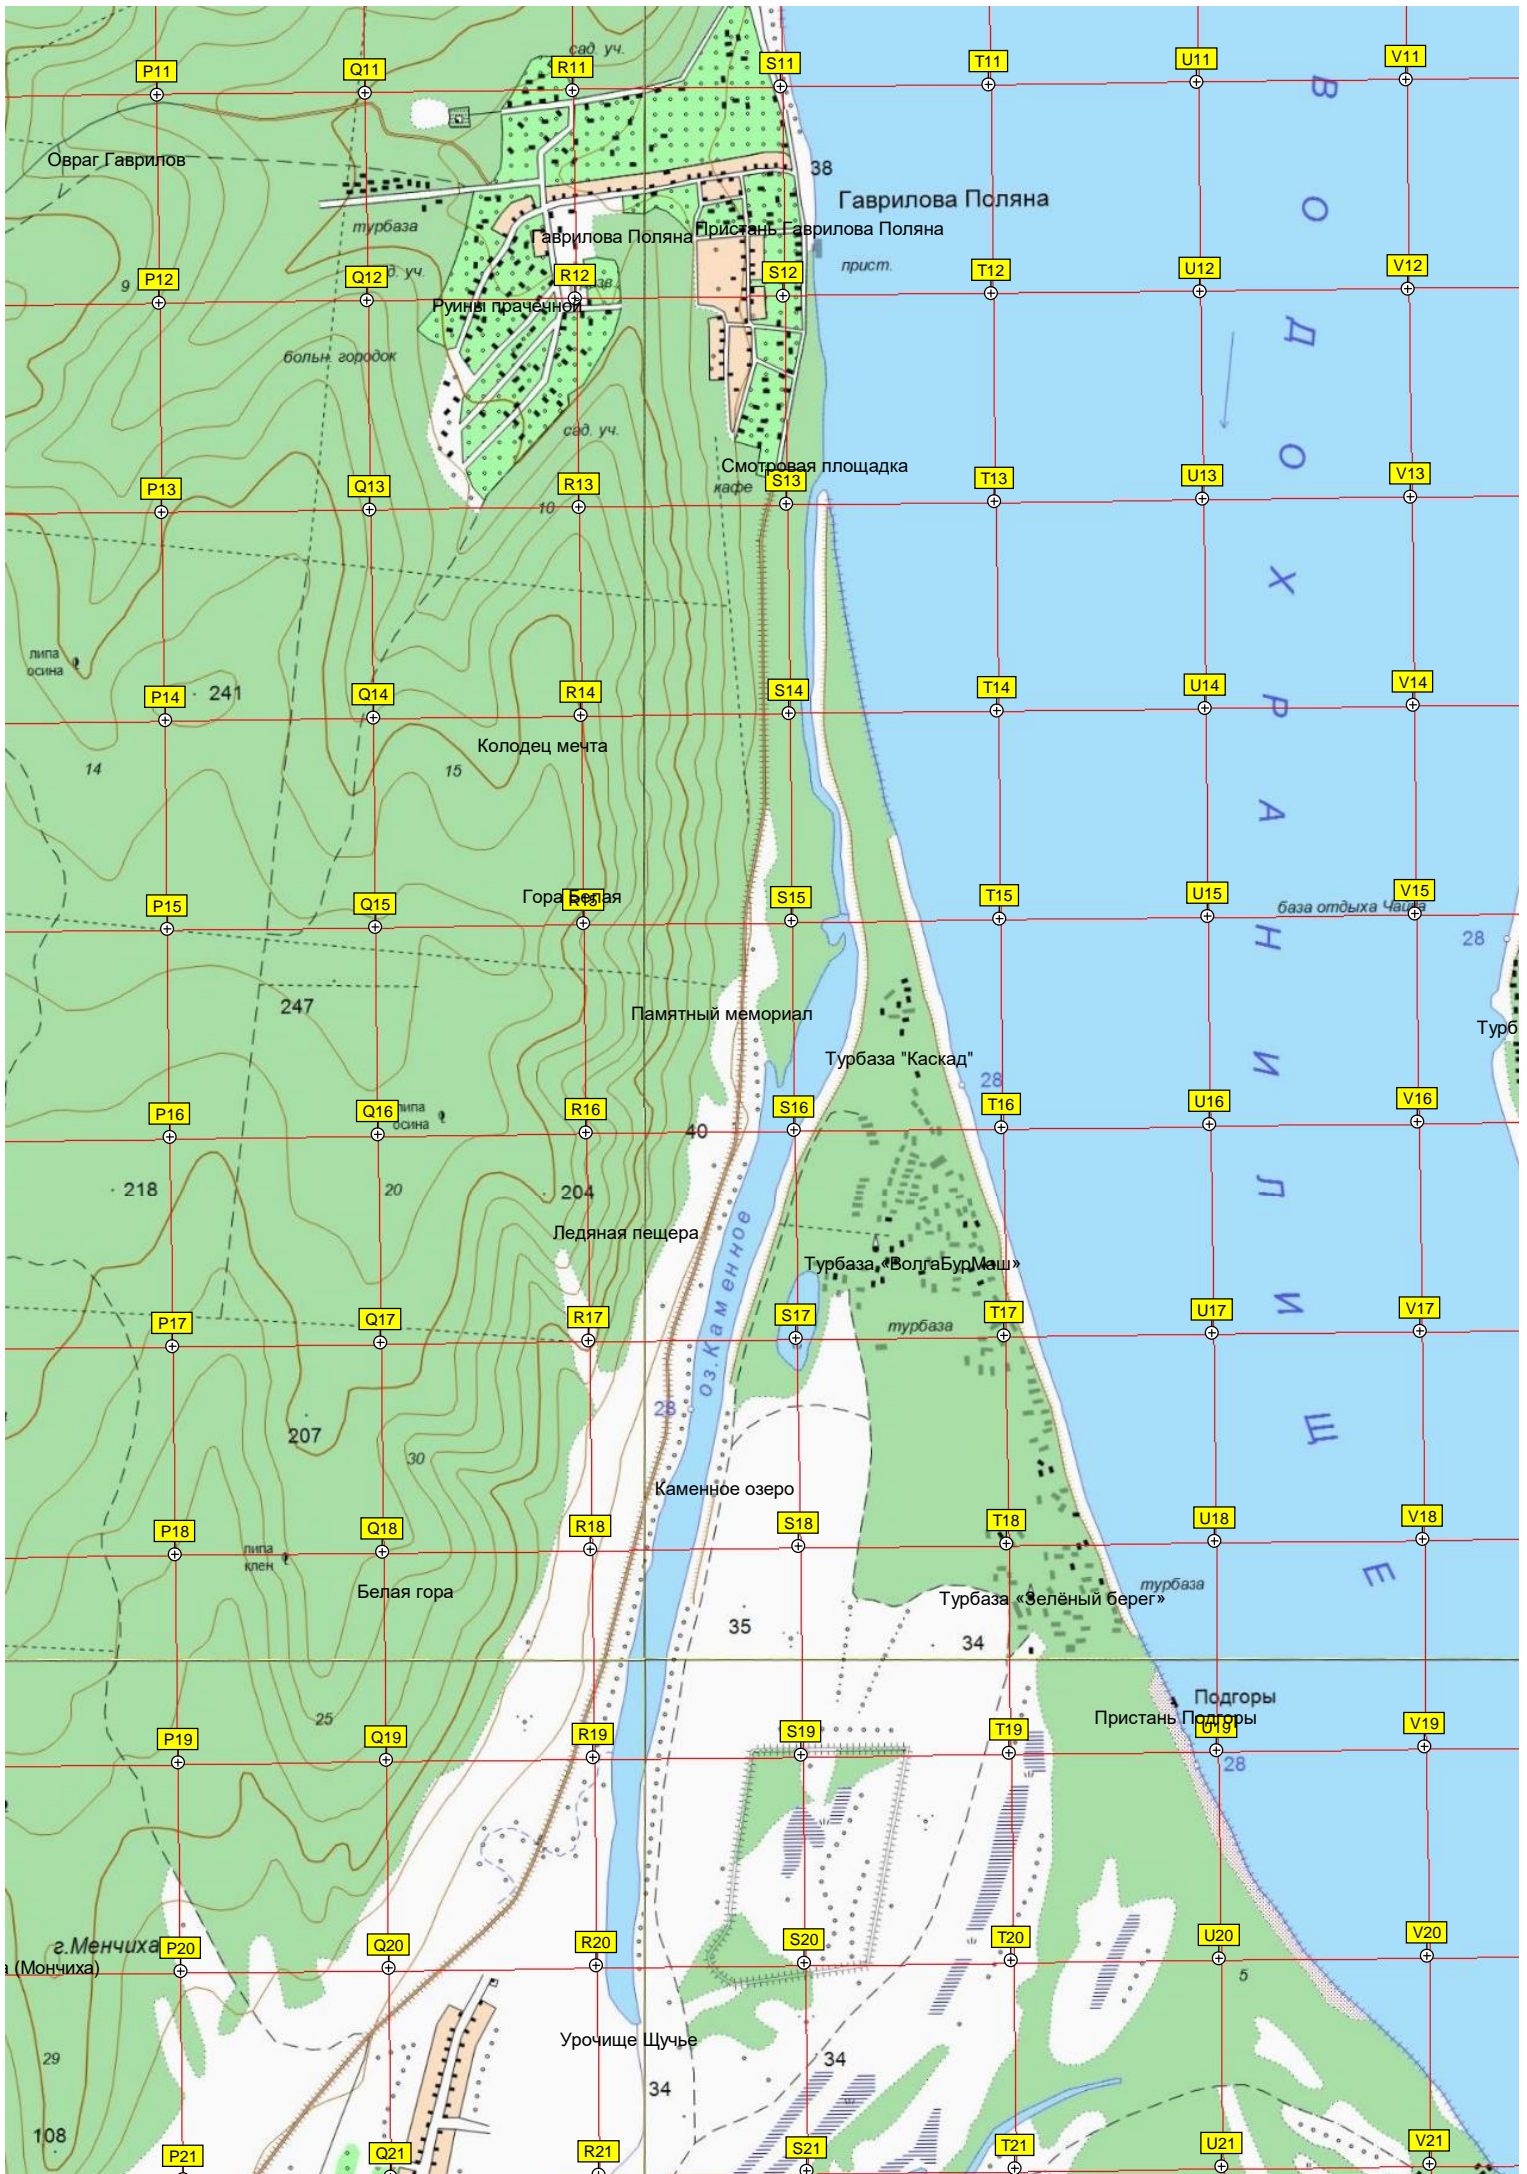 сад. уч.
P11
Q11
R11
S11
T11
U11
V11
В
Овраг Гаврилов
38
Гаврилова Поляна
О
турбаза
Гаврилова Поляна
Пристань Гаврилова Поляна
прист.
9
P12
Q12
R12
S12
T12
U12
V12
Руины прачечной
Д
больн. городок
сад. уч.
О
Смотровая площадка
кафе
P13
Q13
R13
S13
T13
U13
V13
10
Х
липа
осина
241
P14
Q14
R14
S14
T14
U14
V14
Р
Колодец мечта
14
15
А
Гора Белая
P15
Q15
R15
S15
T15
U15
V15
база отдыха Чайка
Н
28
247
Памятный мемориал
Турб
Турбаза "Каскад"
И
28
P16
Q16
R16
S16
T16
U16
V16
липа
осина
40
218
20
204
Л
Ледяная пещера
оз.Каменное
Турбаза «ВолгаБурМаш»
И
P17
Q17
R17
S17
T17
U17
V17
турбаза
28
207
Щ
30
Каменное озеро
P18
Q18
R18
S18
T18
U18
V18
липа
клен
Е
Белая гора
турбаза
Турбаза «Зелёный берег»
35
34
Подгоры
Пристань Подгоры
25
P19
Q19
R19
S19
T19
U19
V19
28
г.Менчиха
P20
Q20
R20
S20
T20
U20
V20
(Мончиха)
5
Урочище Щучье
29
34
34
108
P21
Q21
R21
S21
T21
U21
V21